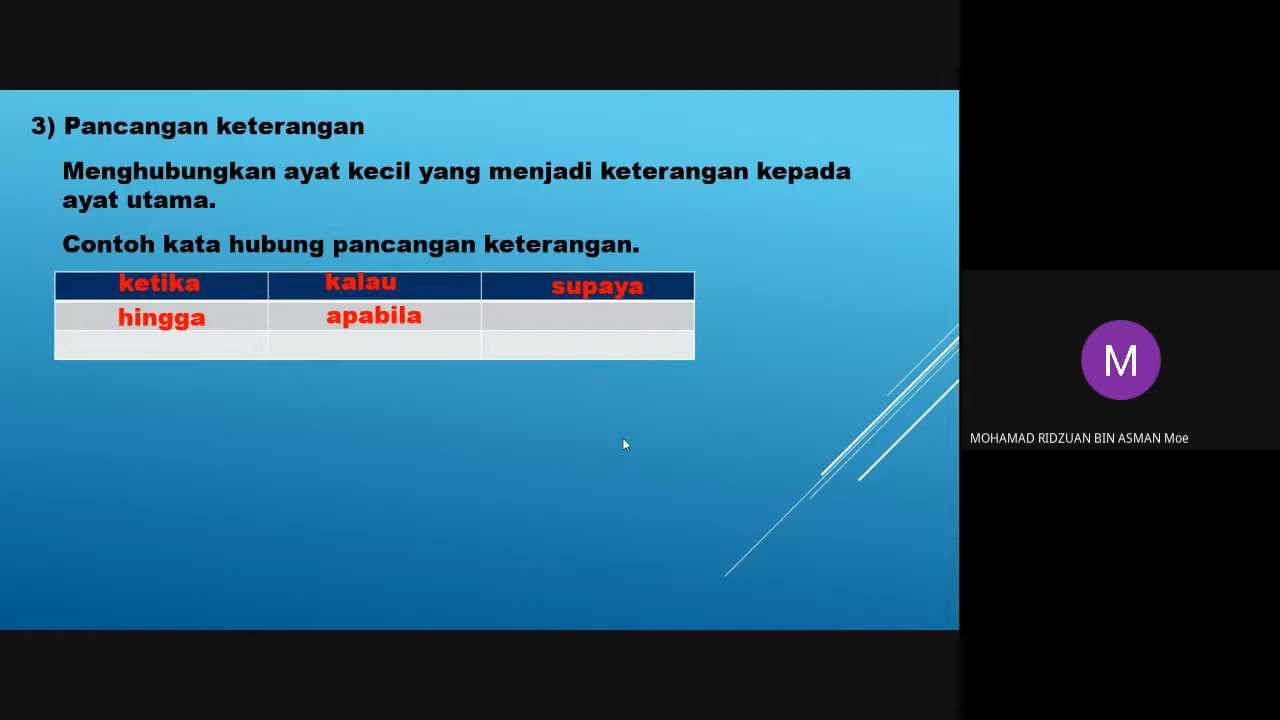 3) Pancangan keterangan
Menghubungkan ayat kecil yang menjadi keterangan kepada
ayat utama.
Contoh kata hubung pancangan keterangan.
ketika kalau supaya
hingga apabila
M
MOHAMAD RIDZUAN BIN ASMAN Moe